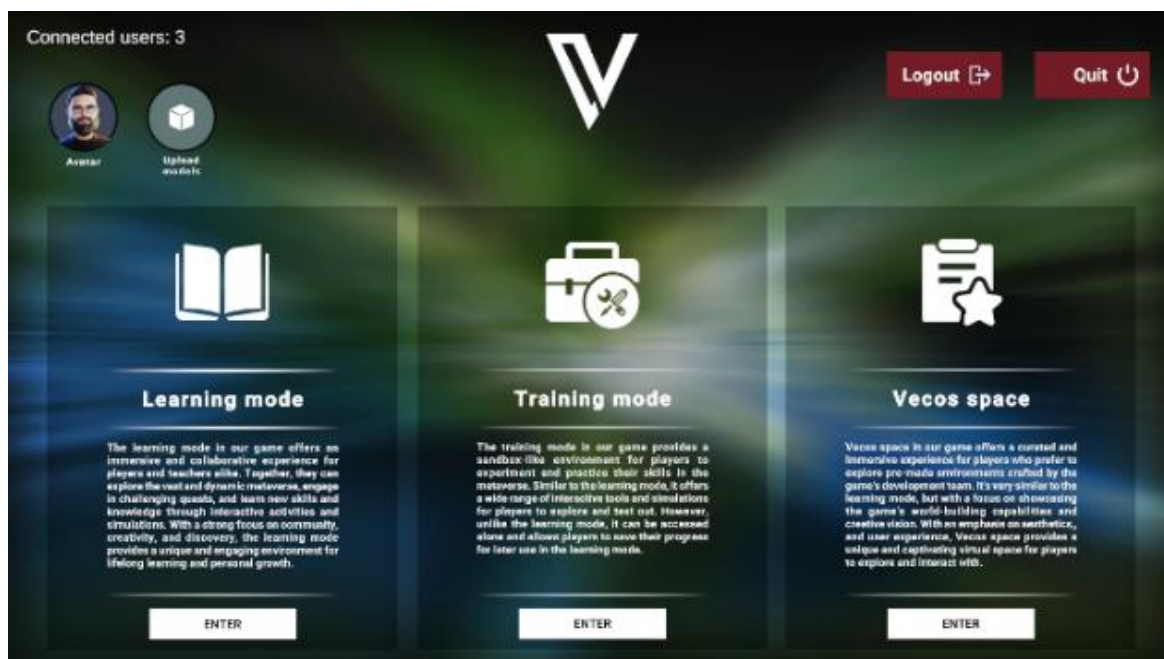 Connected users: 3
Logout
Quit
Avatar
Upload
models
Learning mode
The learning mode in our game offers an
immersive and collaborative experience for
players and teachers alike. Together, they can
explore the vast and dynamic metaverse, engage
in challenging quests, and learn new skills and
knowledge through interactive activities and
simulations. With a strong focus on community,
creativity, and discovery, the learning mode
provides a unique and engaging environment for
lifelong learning and personal growth.
ENTER
Training mode
The training mode in our game provides a
sandbox-like environment for players to
experiment and practice their skills in the
metaverse. Similar to the learning mode, it offers
a wide range of interactive tools and simulations
for players to explore and test out. However,
unlike the learning mode, it can be accessed
alone and allows players to save their progress
for later use in the learning mode.
ENTER
Vecos space
Vecos space in our game offers a curated and
immersive experience for players who prefer to
explore pre-made environments crafted by the
game's development team. It's very similar to the
learning mode, but with a focus on showcasing
the game's world-building capabilities and
creative vision. With an emphasis on aesthetics,
and user experience, Vecos space provides a
unique and captivating virtual space for players
to explore and interact with.
ENTER